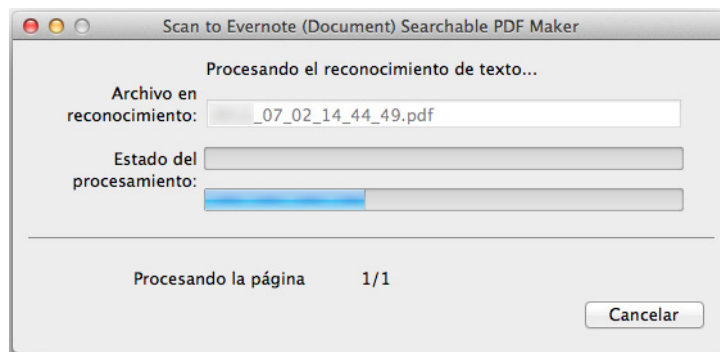 Scan to Evernote (Document) Searchable PDF Maker
Procesando el reconocimiento de texto...
Archivo en
reconocimiento:
_07_02_14_44_49.pdf
Estado del
procesamiento:
Procesando la página 1/1
Cancelar